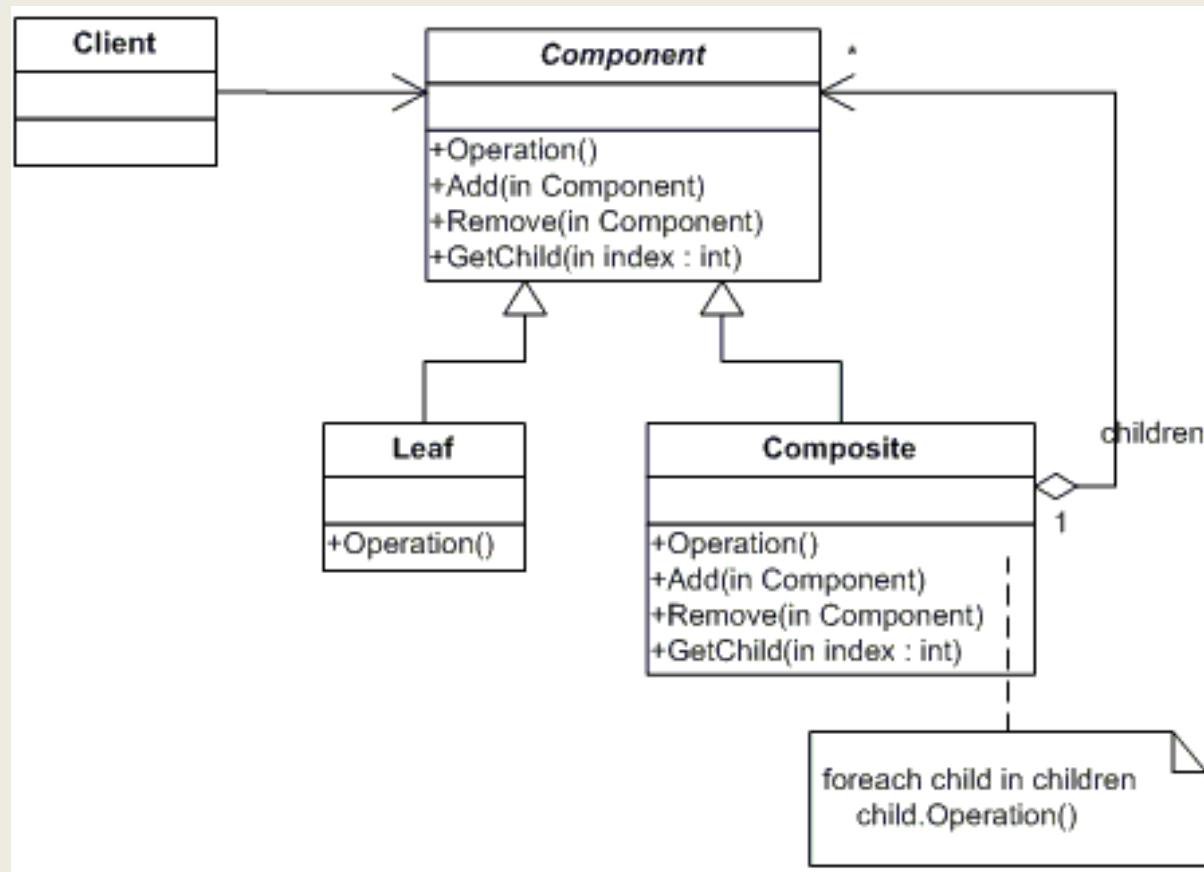 Client
Component
*
+Operation()
+Add(in Component)
+Remove(in Component)
+GetChild(in index : int)
children
Leaf
+Operation()
Composite
1
+Operation()
+Add(in Component)
+Remove(in Component)
+GetChild(in index : int)
foreach child in children
child.Operation()